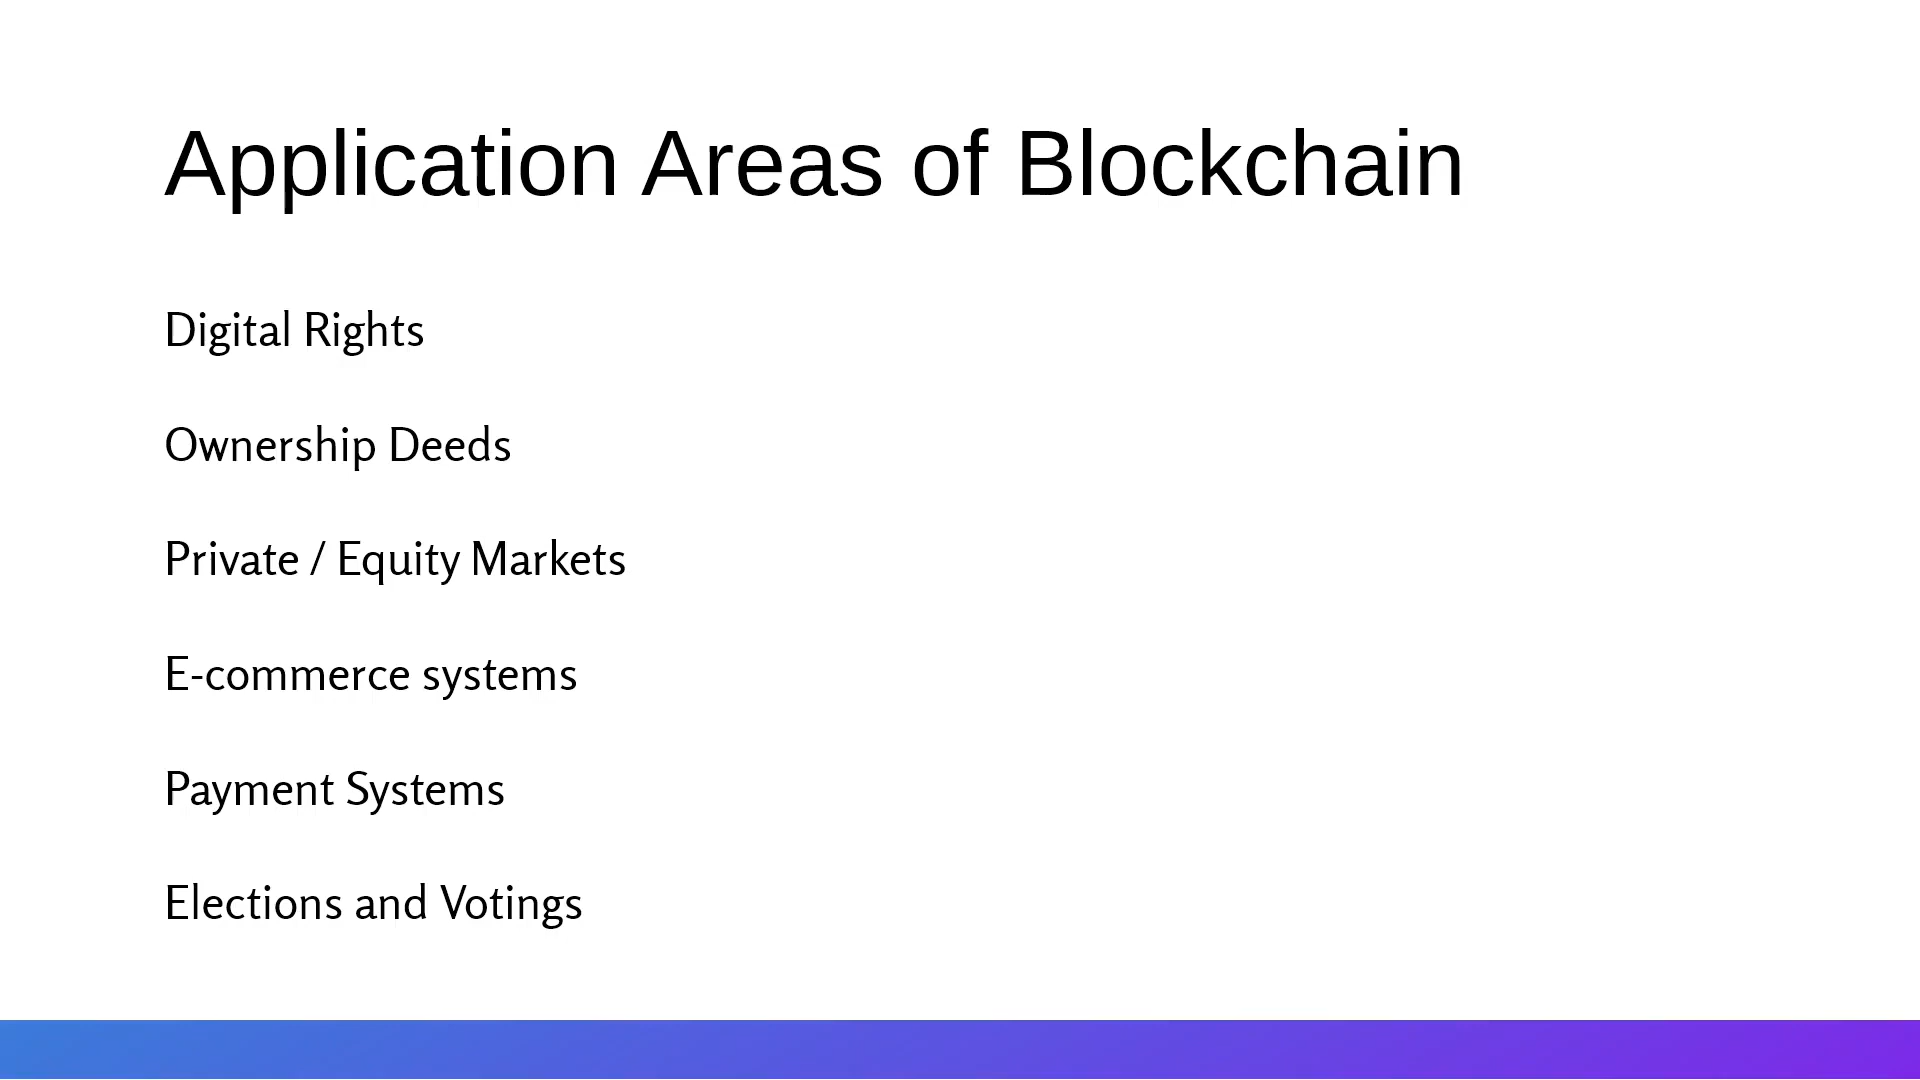 Application Areas of Blockchain
Digital Rights
Ownership Deeds
Private / Equity Markets
E-commerce systems
Payment Systems
Elections and Votings